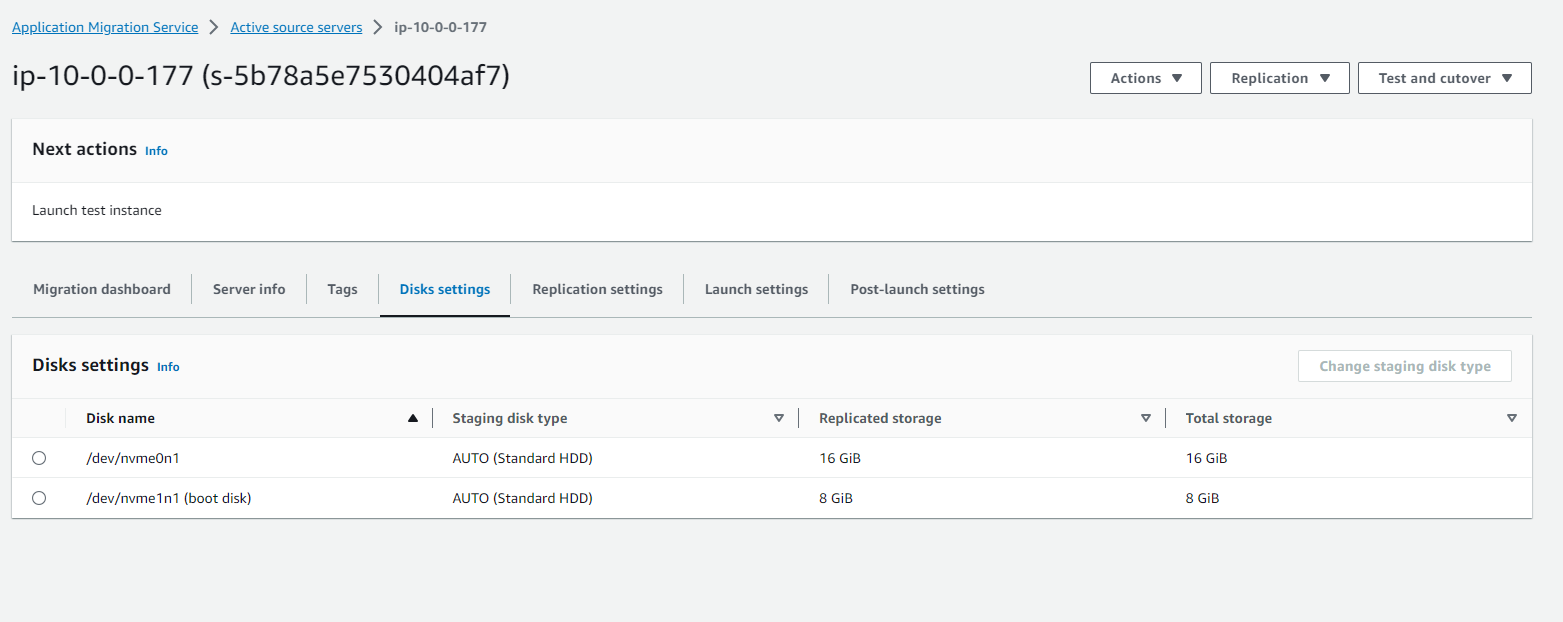 Application Migration Service > Active source servers > ip-10-0-0-177
ip-10-0-0-177 (s-5b78a5e7530404af7)
Actions ▼ Replication ▼ Test and cutover ▼
Next actions Info
Launch test instance
Migration dashboard Server info Tags Disks settings Replication settings Launch settings Post-launch settings
Disks settings Info Change staging disk type
Disk name Staging disk type Replicated storage Total storage
/dev/nvme0n1 AUTO (Standard HDD) 16 GiB 16 GiB
/dev/nvme1n1 (boot disk) AUTO (Standard HDD) 8 GiB 8 GiB